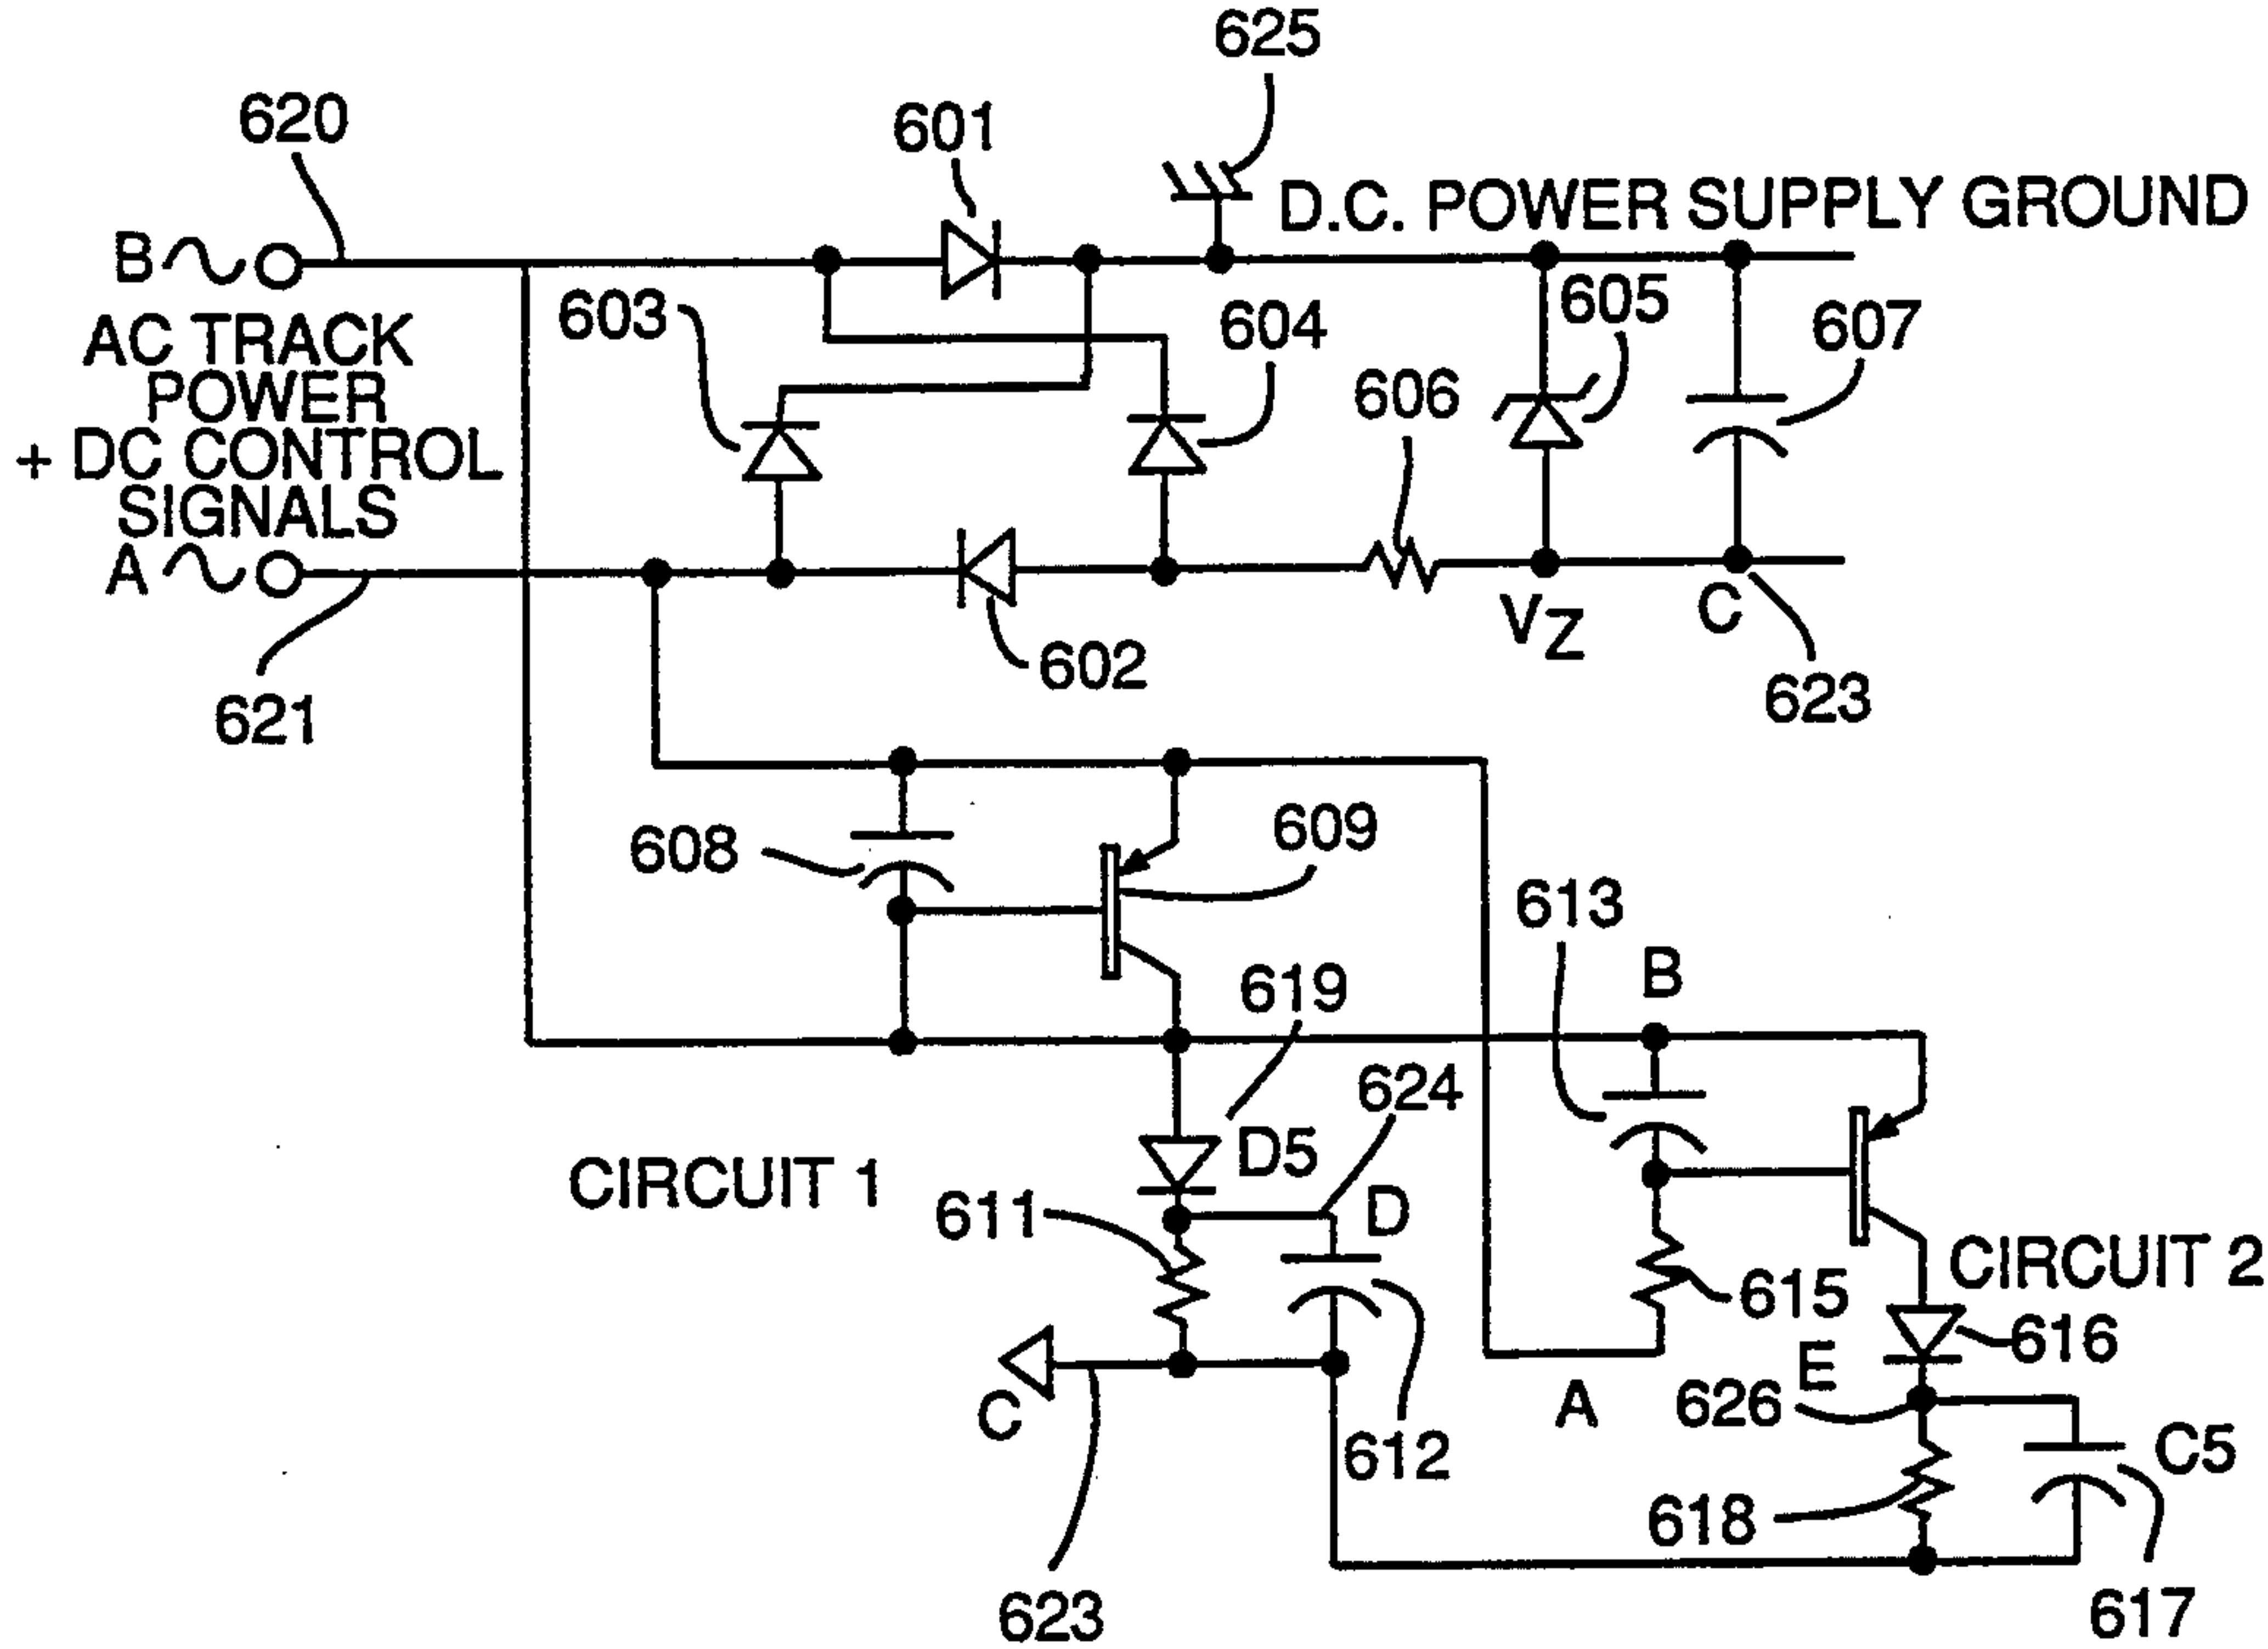 625
620
601
D.C. POWER SUPPLY GROUND
B
603
604
605
607
AC TRACK
POWER
+ DC CONTROL
SIGNALS
606
A
VZ
C
602
623
621
608
609
613
B
619
624
CIRCUIT 1
D5
D
611
CIRCUIT 2
615
616
E
C
A
626
612
C5
618
623
617